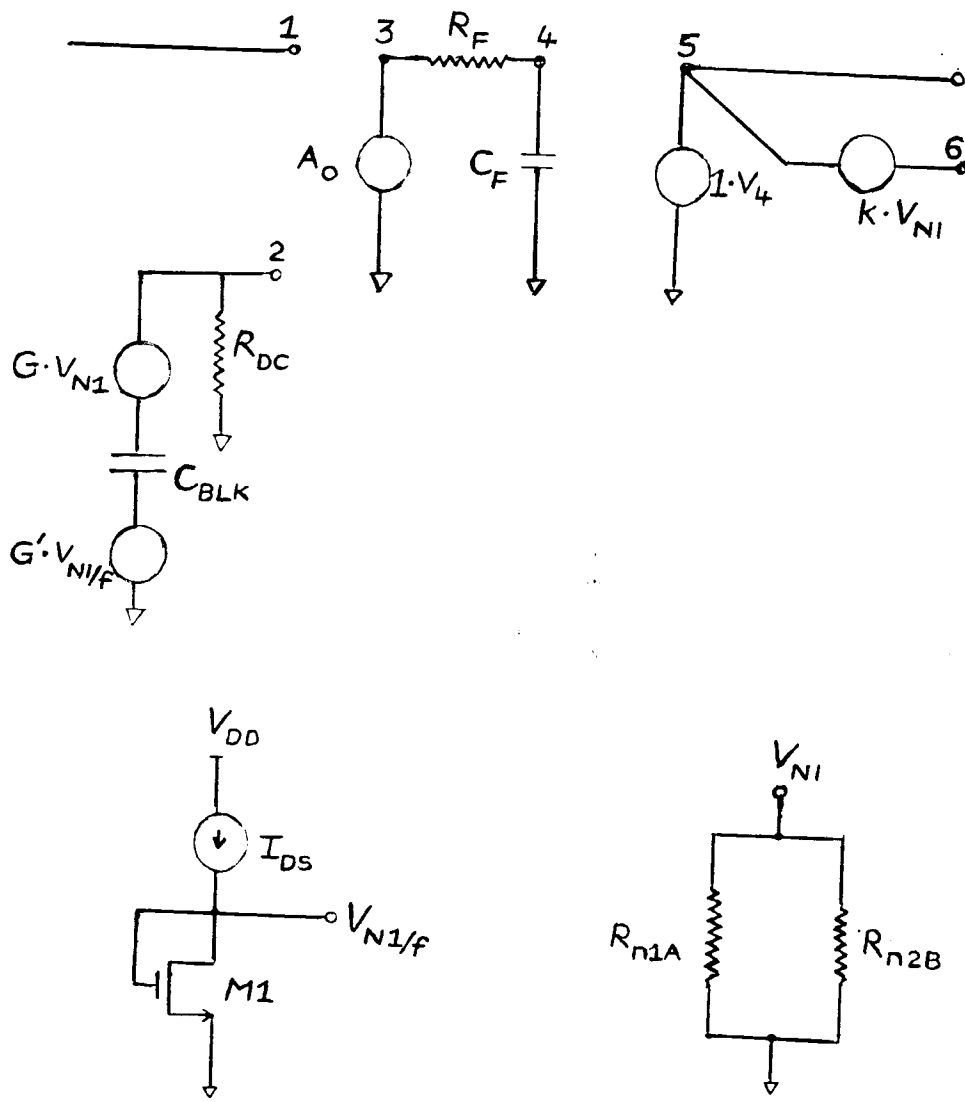 1
3
R_F
4
5
A_o
C_F
1·V_4
6
K·V_N1
2
R_DC
G·V_N1
C_BLK
G'·V_N1/f
V_DD
I_DS
V_N1/f
M1
V_N1
R_n1A
R_n2B